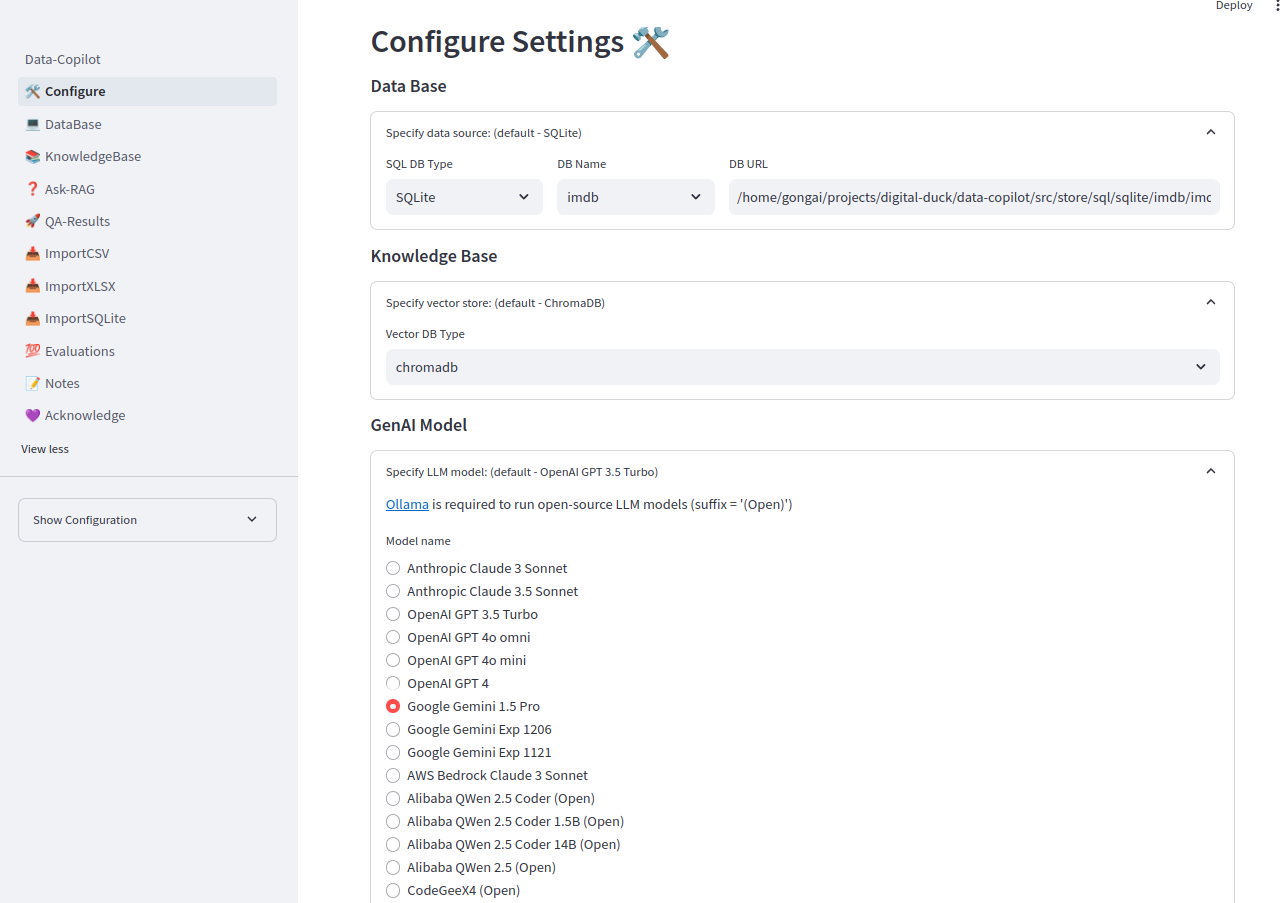 Deploy
Data-Copilot
Configure
DataBase
KnowledgeBase
Ask-RAG
QA-Results
ImportCSV
ImportXLSX
ImportSQLite
Evaluations
Notes
Acknowledge
View less
Show Configuration
Configure Settings
Data Base
Specify data source: (default - SQLite)
SQL DB Type DB Name DB URL
SQLite imdb /home/gongai/projects/digital-duck/data-copilot/src/store/sql/sqlite/imdb/imd
Knowledge Base
Specify vector store: (default - ChromaDB)
Vector DB Type
chromadb
GenAI Model
Specify LLM model: (default - OpenAI GPT 3.5 Turbo)
Ollama is required to run open-source LLM models (suffix = '(Open)')
Model name
Anthropic Claude 3 Sonnet
Anthropic Claude 3.5 Sonnet
OpenAI GPT 3.5 Turbo
OpenAI GPT 4o omni
OpenAI GPT 4o mini
OpenAI GPT 4
Google Gemini 1.5 Pro
Google Gemini Exp 1206
Google Gemini Exp 1121
AWS Bedrock Claude 3 Sonnet
Alibaba QWen 2.5 Coder (Open)
Alibaba QWen 2.5 Coder 1.5B (Open)
Alibaba QWen 2.5 Coder 14B (Open)
Alibaba QWen 2.5 (Open)
CodeGeeX4 (Open)